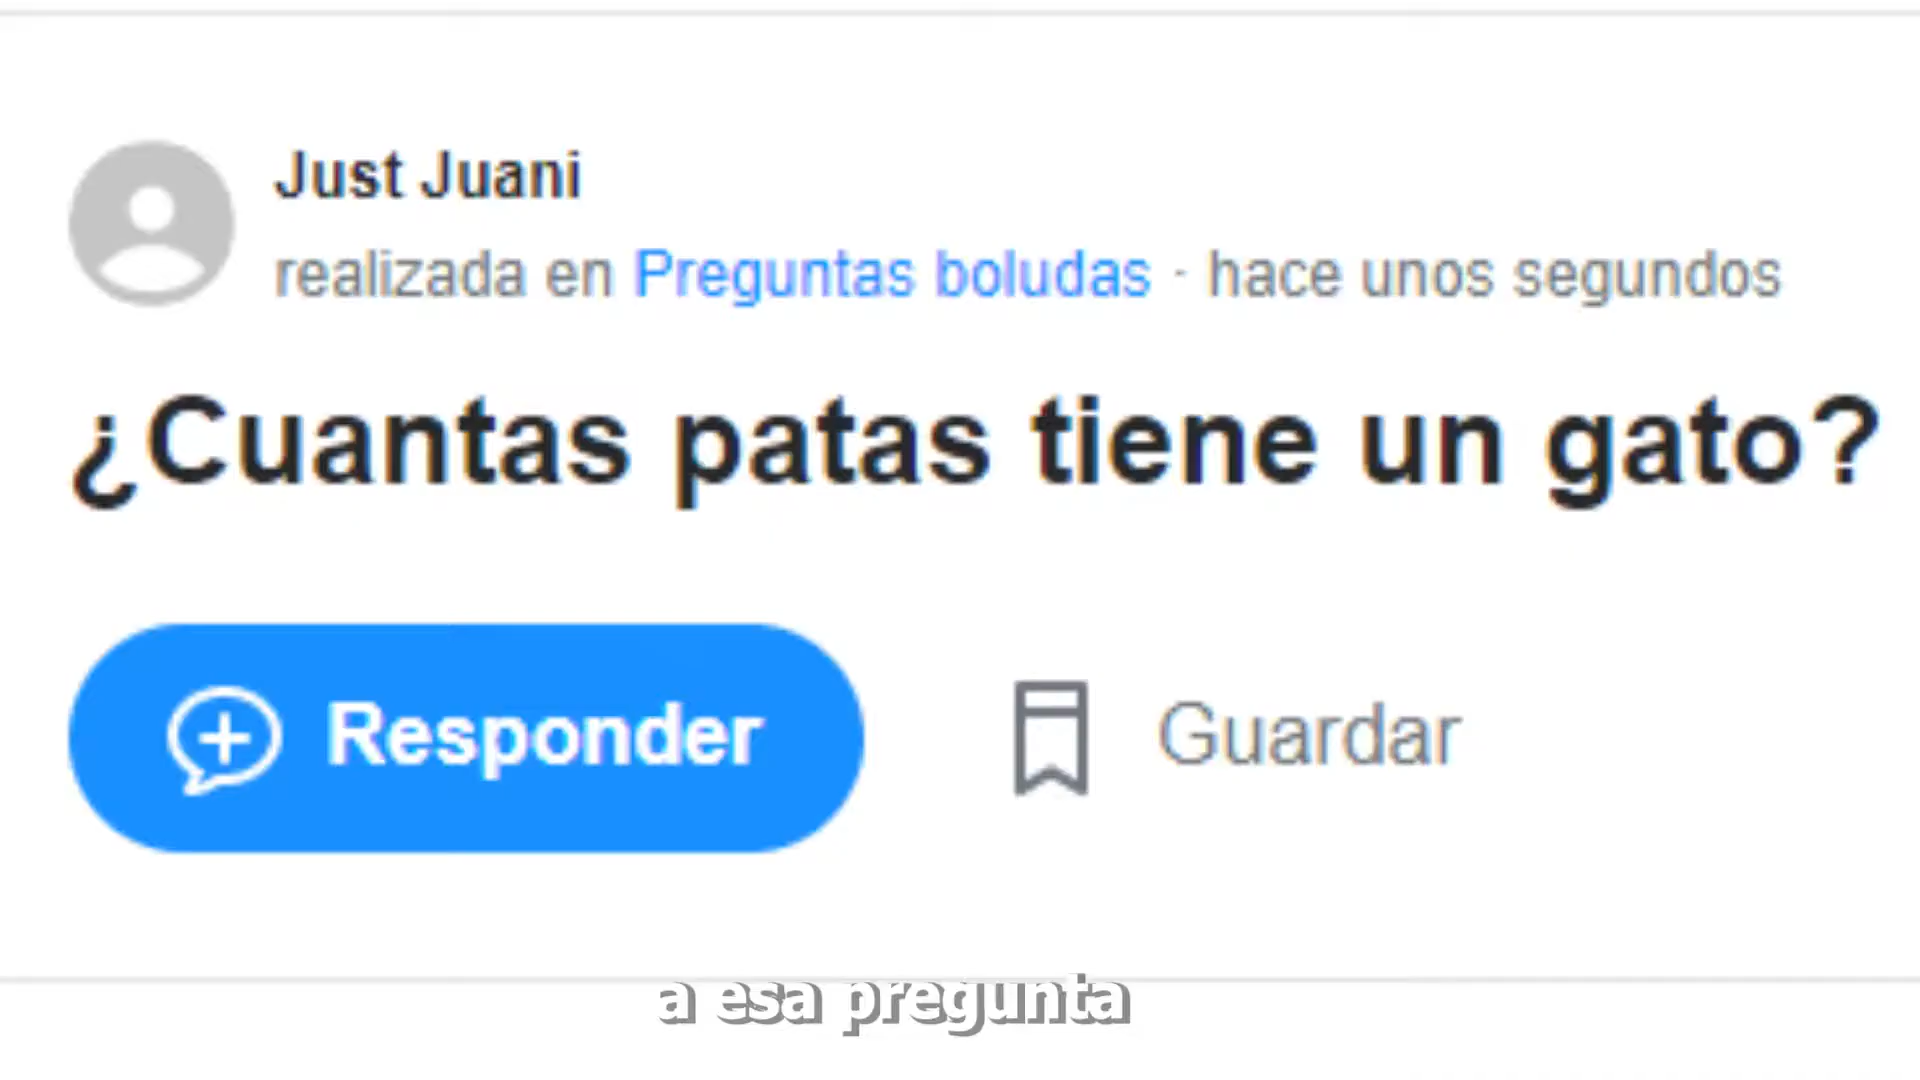 Just Juani
realizada en Preguntas boludas · hace unos segundos
¿Cuantas patas tiene un gato?
Responder
Guardar
a esa pregunta